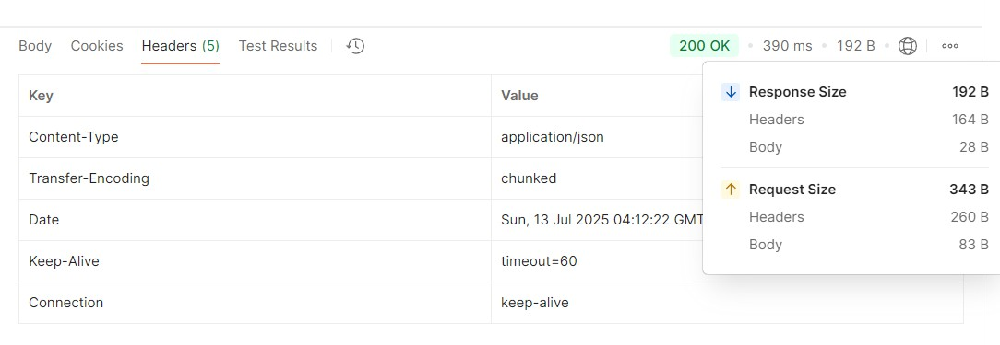 Body Cookies Headers (5) Test Results 200 OK • 390 ms • 192 B •
Key Value
Content-Type application/json
Transfer-Encoding chunked
Date Sun, 13 Jul 2025 04:12:22 GMT
Keep-Alive timeout=60
Connection keep-alive
Response Size 192 B
Headers 164 B
Body 28 B
Request Size 343 B
Headers 260 B
Body 83 B